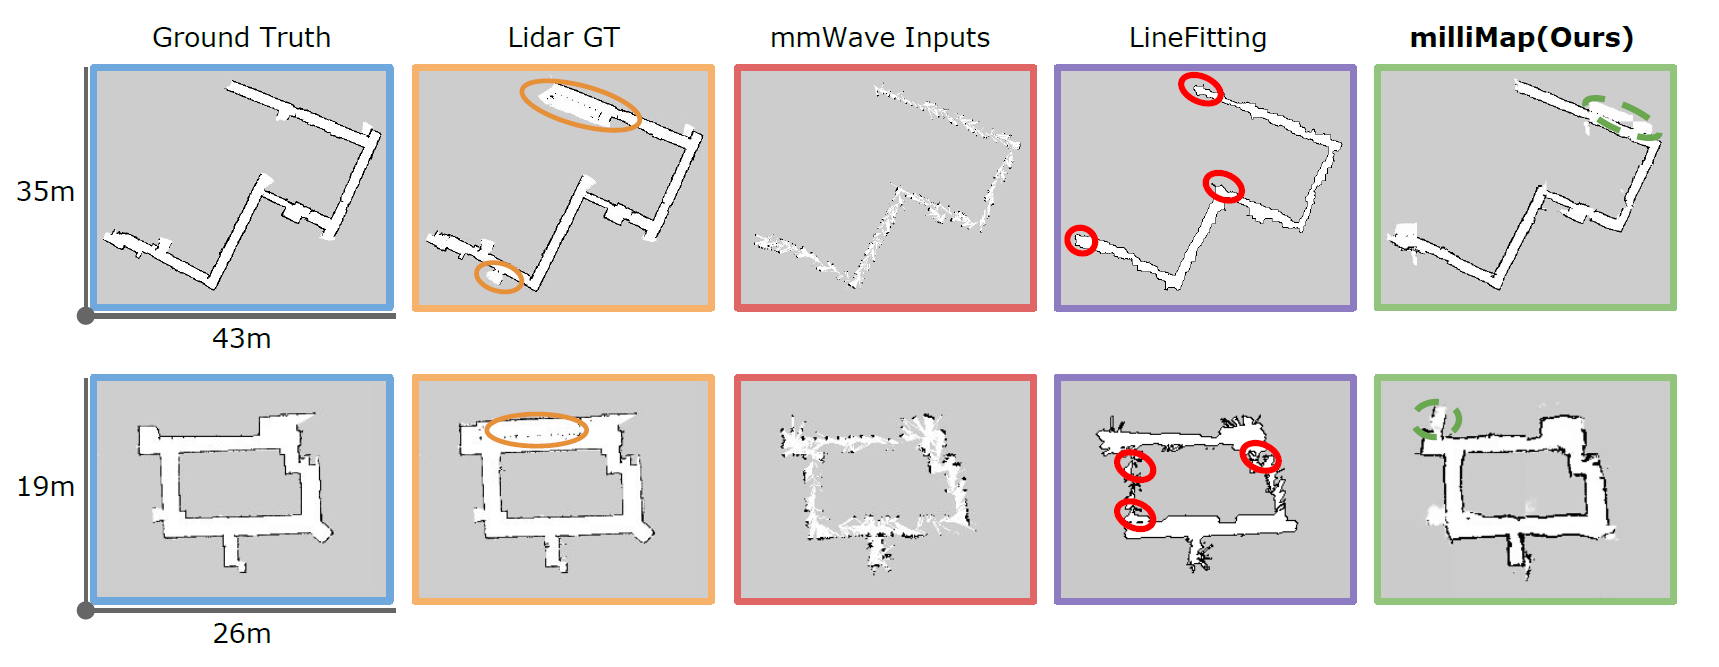 Ground Truth
Lidar GT
mmWave Inputs
LineFitting
milliMap(Ours)
35m
43m
19m
26m